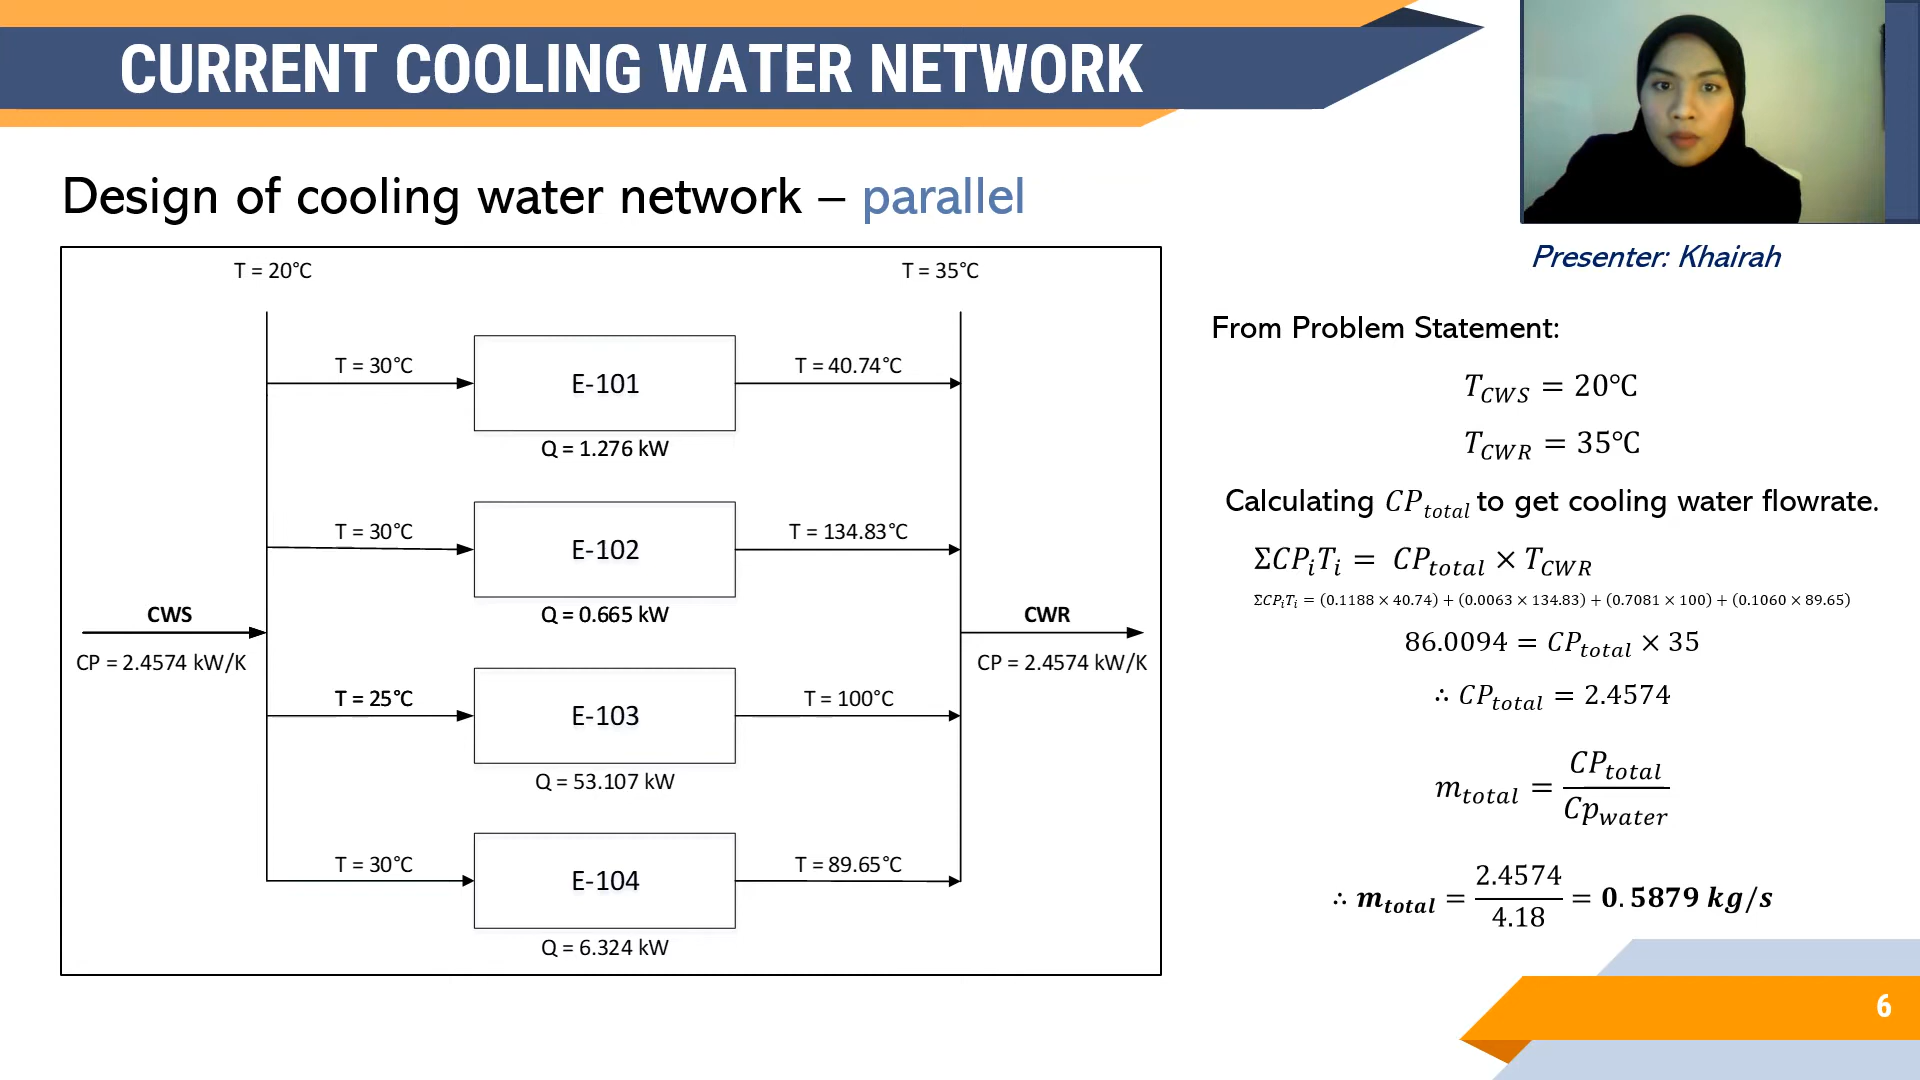 CURRENT COOLING WATER NETWORK
Design of cooling water network – parallel
Presenter: Khairah
T = 20°C
T = 35°C
T = 30°C
E-101
T = 40.74°C
Q = 1.276 kW
T = 30°C
E-102
T = 134.83°C
Q = 0.665 kW
CWS
CP = 2.4574 kW/K
CWR
CP = 2.4574 kW/K
T = 25°C
E-103
T = 100°C
Q = 53.107 kW
T = 30°C
E-104
T = 89.65°C
Q = 6.324 kW
From Problem Statement:
T_CWS = 20℃
T_CWR = 35℃
Calculating CP_total to get cooling water flowrate.
ΣCP_iT_i = CP_total × T_CWR
ΣCP_iT_i = (0.1188 × 40.74) + (0.0063 × 134.83) + (0.7081 × 100) + (0.1060 × 89.65)
86.0094 = CP_total × 35
∴ CP_total = 2.4574
m_total = CP_total / Cp_water
∴ m_total = 2.4574 / 4.18 = 0.5879 kg/s
6